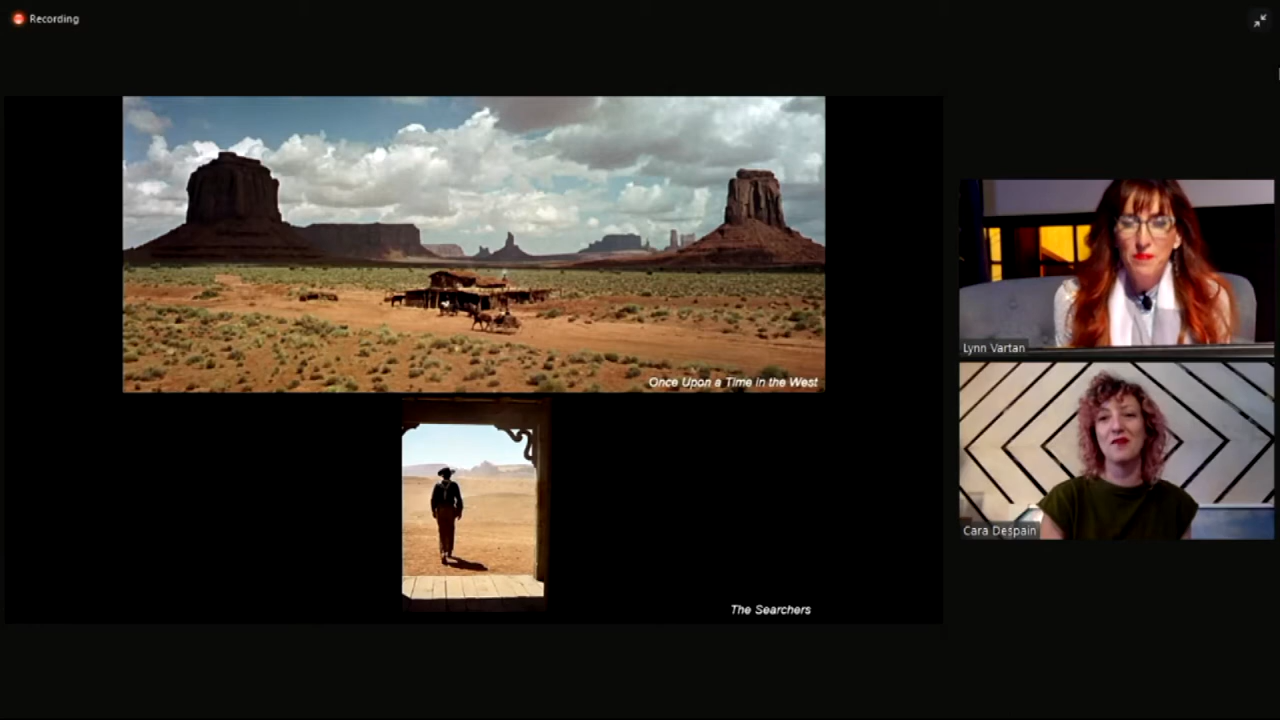 Recording
Once Upon a Time in the West
Lynn Vartan
Cara Despain
The Searchers